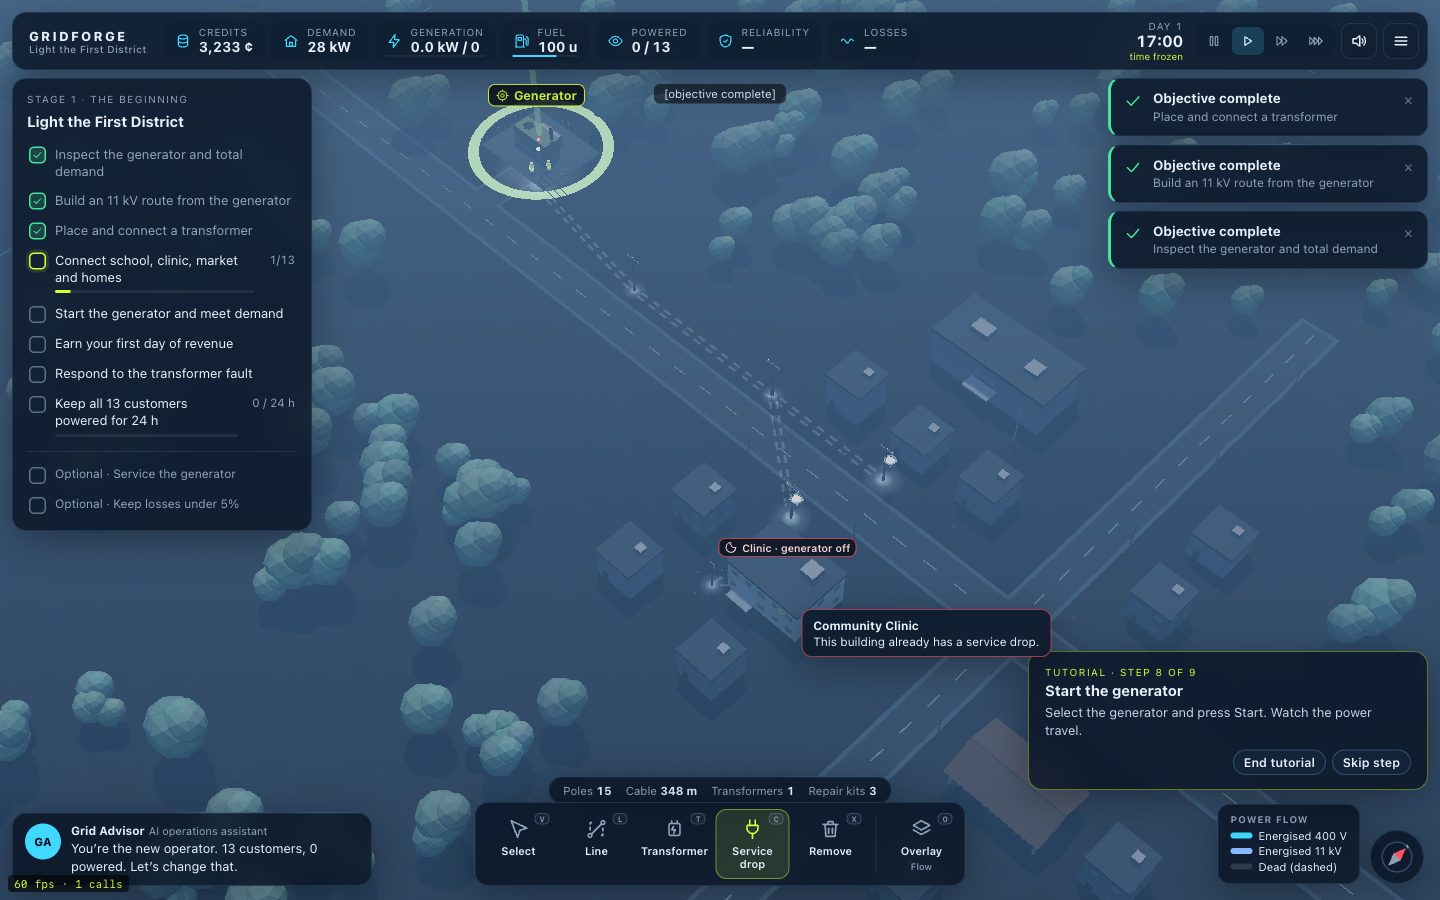 GRIDFORGE
Light the First District
CREDITS
3,233 ¢
DEMAND
28 kW
GENERATION
0.0 kW / 0
FUEL
100 u
POWERED
0 / 13
RELIABILITY
—
LOSSES
—
DAY 1
17:00
time frozen
STAGE 1 · THE BEGINNING
Light the First District
Inspect the generator and total
demand
Build an 11 kV route from the generator
Place and connect a transformer
Connect school, clinic, market
and homes
1/13
Start the generator and meet demand
Earn your first day of revenue
Respond to the transformer fault
Keep all 13 customers
powered for 24 h
0 / 24 h
Optional · Service the generator
Optional · Keep losses under 5%
Generator
[objective complete]
Objective complete
Place and connect a transformer
Objective complete
Build an 11 kV route from the generator
Objective complete
Inspect the generator and total demand
Clinic · generator off
Community Clinic
This building already has a service drop.
TUTORIAL · STEP 8 OF 9
Start the generator
Select the generator and press Start. Watch the power
travel.
End tutorial
Skip step
Poles 15 Cable 348 m Transformers 1 Repair kits 3
V
Select
L
Line
T
Transformer
C
Service
drop
X
Remove
O
Overlay
Flow
GA
Grid Advisor AI operations assistant
You're the new operator. 13 customers, 0
powered. Let's change that.
60 fps · 1 calls
POWER FLOW
Energised 400 V
Energised 11 kV
Dead (dashed)